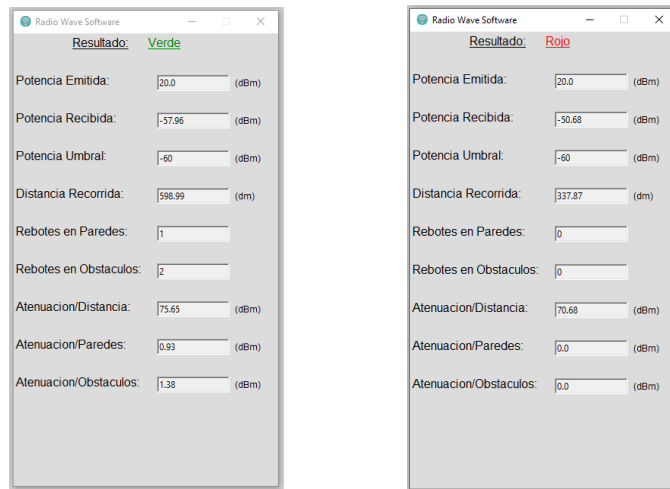 Radio Wave Software
Resultado: Verde
Potencia Emitida: 20.0 (dBm)
Potencia Recibida: -57.96 (dBm)
Potencia Umbral: -60 (dBm)
Distancia Recorrida: 598.99 (dm)
Rebotes en Paredes: 1
Rebotes en Obstaculos: 2
Atenuacion/Distancia: 75.65 (dBm)
Atenuacion/Paredes: 0.93 (dBm)
Atenuacion/Obstaculos: 1.38 (dBm)
Radio Wave Software
Resultado: Rojo
Potencia Emitida: 20.0 (dBm)
Potencia Recibida: -50.68 (dBm)
Potencia Umbral: -60 (dBm)
Distancia Recorrida: 337.87 (dm)
Rebotes en Paredes: 0
Rebotes en Obstaculos: 0
Atenuacion/Distancia: 70.68 (dBm)
Atenuacion/Paredes: 0.0 (dBm)
Atenuacion/Obstaculos: 0.0 (dBm)